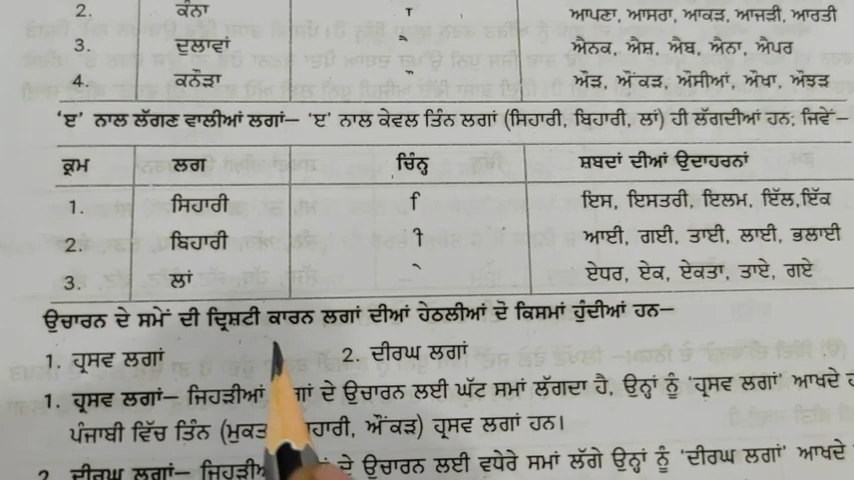 2. ਕੰਨਾ ਾ ਆਪਣਾ, ਆਸਰਾ, ਆਕੜ, ਆਜੜੀ, ਆਰਤੀ
3. ਦੁਲਾਵਾਂ ੈ ਐਨਕ, ਐਸ਼, ਐਬ, ਐਨਾ, ਐਪਰ
4. ਕਨੌੜਾ ੌ ਔਂਤ, ਔਕੜ, ਔਸੀਆਂ, ਔਖਾ, ਔਝੜ
'ੲ' ਨਾਲ ਲੱਗਣ ਵਾਲੀਆਂ ਲਗਾਂ– 'ੲ' ਨਾਲ ਕੇਵਲ ਤਿੰਨ ਲਗਾਂ (ਸਿਹਾਰੀ, ਬਿਹਾਰੀ, ਲਾਂ) ਹੀ ਲੱਗਦੀਆਂ ਹਨ; ਜਿਵੇਂ–
ਕ੍ਰਮ ਲਗ ਚਿੰਨ੍ਹ ਸ਼ਬਦਾਂ ਦੀਆਂ ਉਦਾਹਰਨਾਂ
1. ਸਿਹਾਰੀ ਿ ਇਸ, ਇਸਤਰੀ, ਇਲਮ, ਇੱਲ,ਇੱਕ
2. ਬਿਹਾਰੀ ੀ ਆਈ, ਗਈ, ਤਾਈ, ਲਾਈ, ਭਲਾਈ
3. ਲਾਂ ੇ ਏਧਰ, ਏਕ, ਏਕਤਾ, ਤਾਏ, ਗਏ
ਉਚਾਰਨ ਦੇ ਸਮੇਂ ਦੀ ਦ੍ਰਿਸ਼ਟੀ ਕਾਰਨ ਲਗਾਂ ਦੀਆਂ ਹੇਠਲੀਆਂ ਦੋ ਕਿਸਮਾਂ ਹੁੰਦੀਆਂ ਹਨ–
1. ਹ੍ਰਸਵ ਲਗਾਂ 2. ਦੀਰਘ ਲਗਾਂ
1. ਹ੍ਰਸਵ ਲਗਾਂ– ਜਿਹੜੀਆਂ ਦੇ ਉਚਾਰਨ ਲਈ ਘੱਟ ਸਮਾਂ ਲੱਗਦਾ ਹੈ, ਉਨ੍ਹਾਂ ਨੂੰ 'ਹ੍ਰਸਵ ਲਗਾਂ' ਆਖਦੇ
ਪੰਜਾਬੀ ਵਿੱਚ ਤਿੰਨ (ਮੁਕਤਾ ਔਂਕੜ) ਹ੍ਰਸਵ ਲਗਾਂ ਹਨ।
2. ਦੀਰਘ ਲਗਾਂ– ਦੇ ਉਚਾਰਨ ਲਈ ਵਧੇਰੇ ਸਮਾਂ ਲੱਗੇ ਉਨ੍ਹਾਂ ਨੂੰ 'ਦੀਰਘ ਲਗਾਂ' ਆਖਦੇ